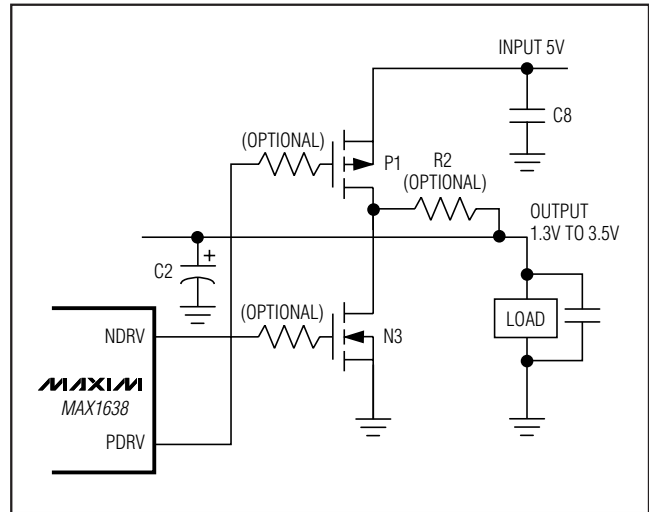 INPUT 5V
C8
(OPTIONAL)
P1
R2
(OPTIONAL)
OUTPUT
1.3V TO 3.5V
+
C2
(OPTIONAL)
LOAD
NDRV
N3
MAXIM
MAX1638
PDRV